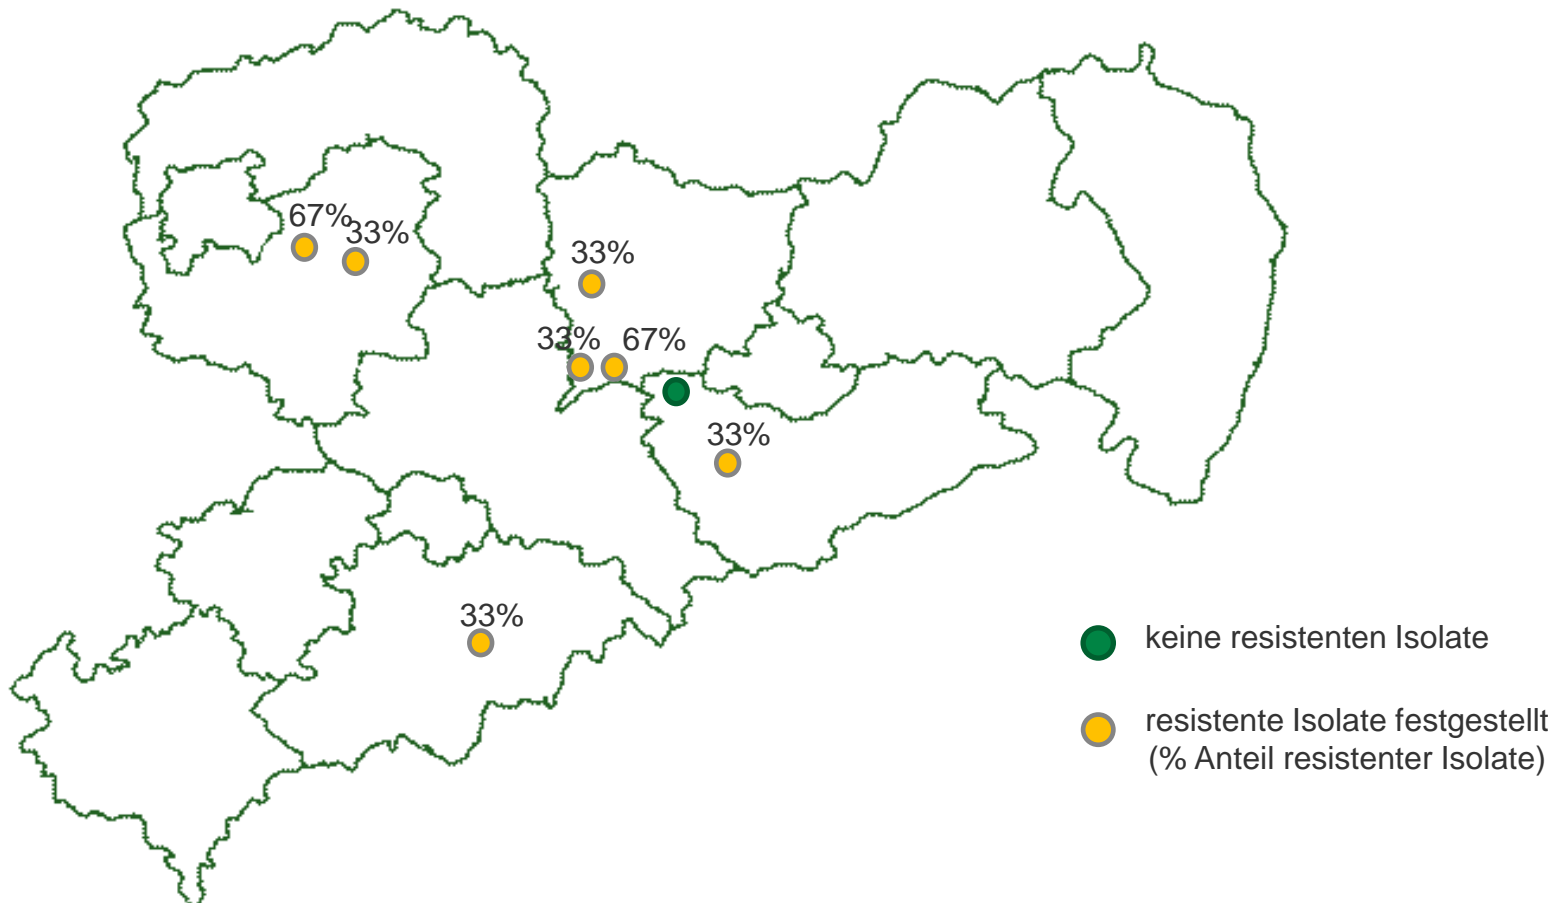 67%
33%
33%
33%
67%
33%
33%
keine resistenten Isolate
resistente Isolate festgestellt
(% Anteil resistenter Isolate)